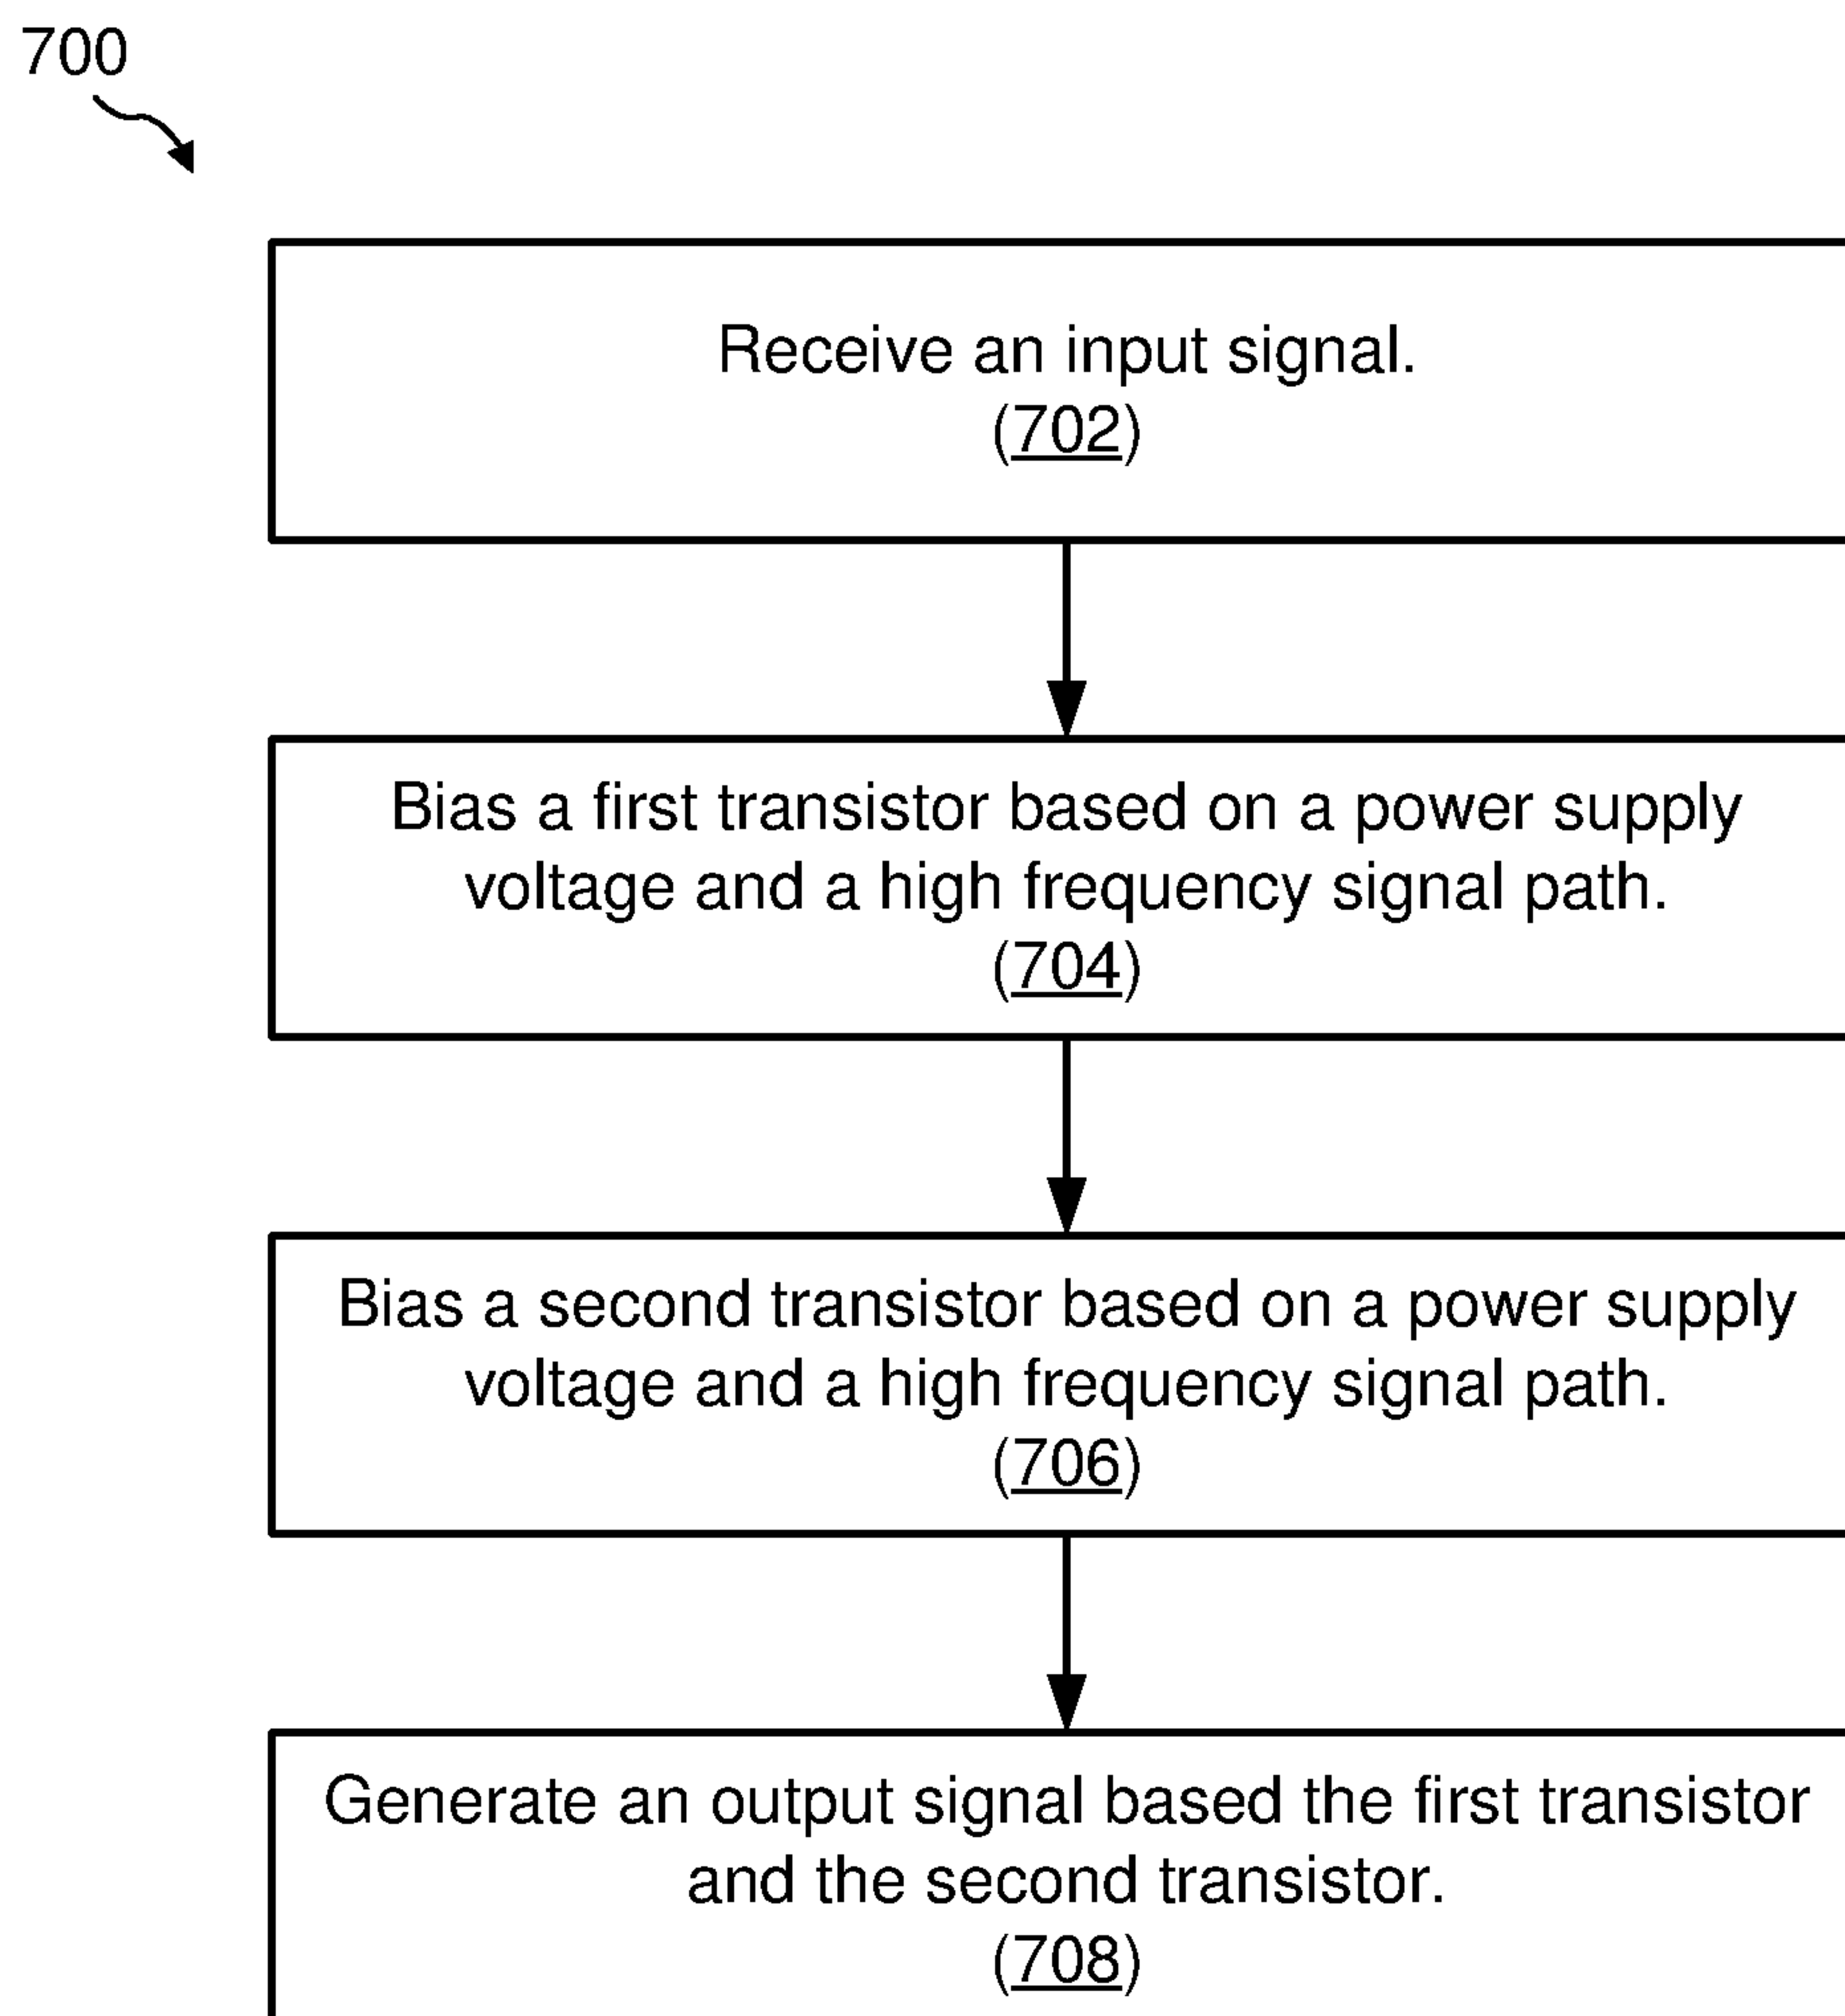 700
Receive an input signal.
(702)
Bias a first transistor based on a power supply
voltage and a high frequency signal path.
(704)
Bias a second transistor based on a power supply
voltage and a high frequency signal path.
(706)
Generate an output signal based the first transistor
and the second transistor.
(708)